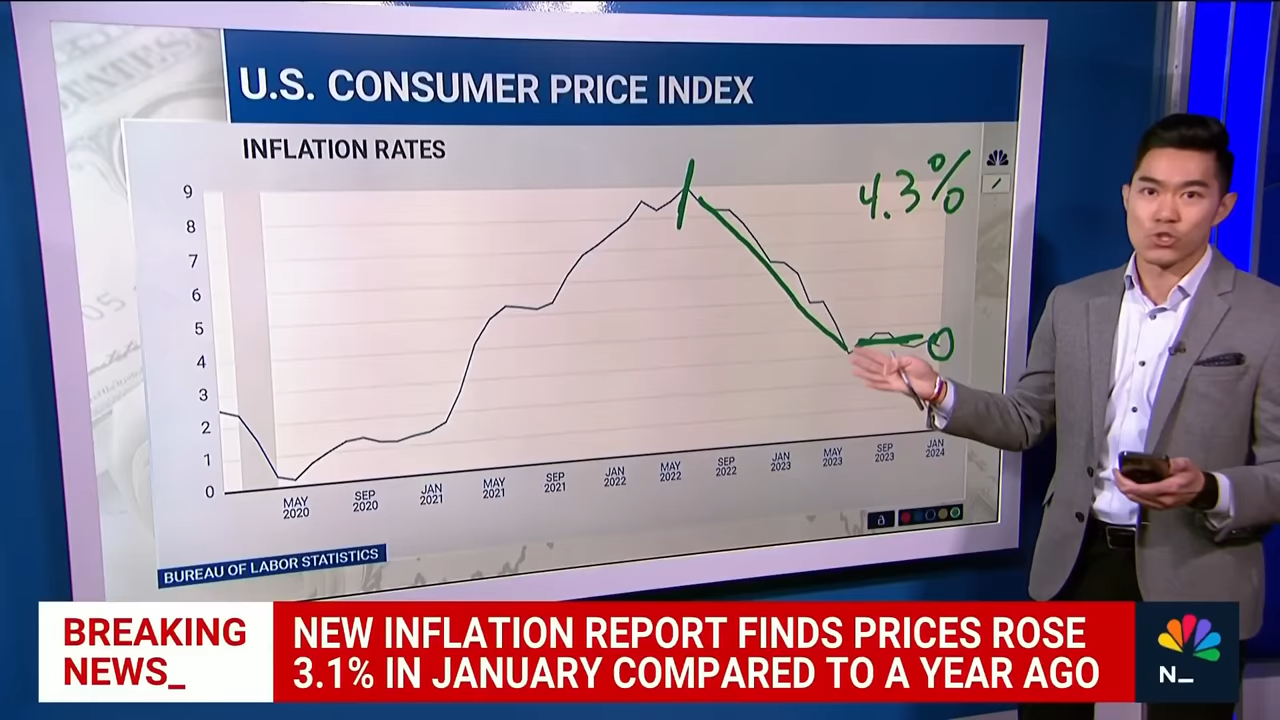 U.S. CONSUMER PRICE INDEX
INFLATION RATES
4.3%
9
8
7
6
5
4
3
2
1
0
MAY 2020
SEP 2020
JAN 2021
MAY 2021
SEP 2021
JAN 2022
MAY 2022
SEP 2022
JAN 2023
MAY 2023
SEP 2023
JAN 2024
BUREAU OF LABOR STATISTICS
BREAKING NEWS_
NEW INFLATION REPORT FINDS PRICES ROSE
3.1% IN JANUARY COMPARED TO A YEAR AGO
N_